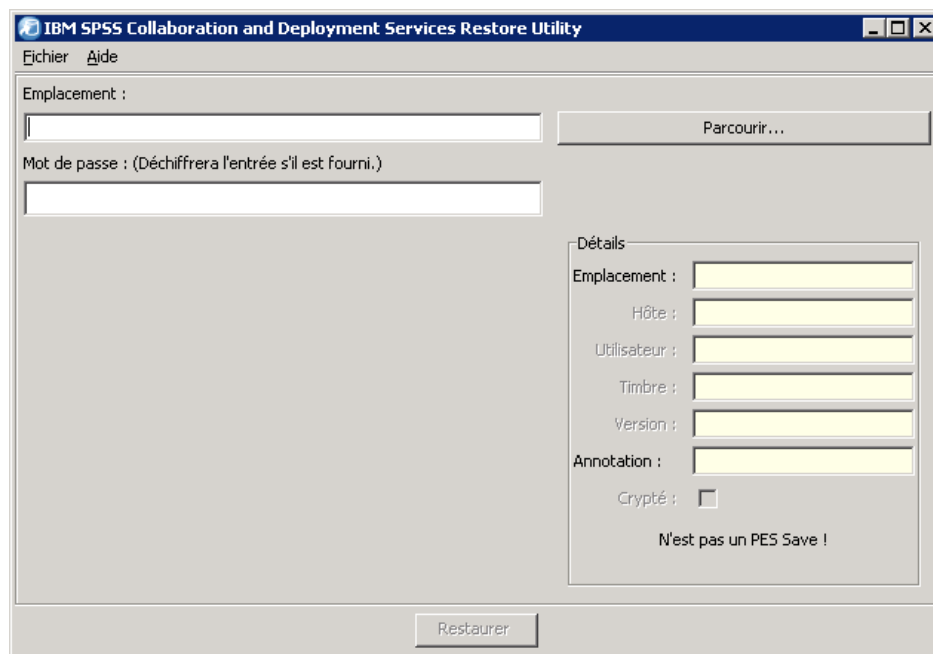 IBM SPSS Collaboration and Deployment Services Restore Utility
Fichier Aide
Emplacement :
Parcourir...
Mot de passe : (Déchiffrera l'entrée s'il est fourni.)
Détails
Emplacement :
Hôte :
Utilisateur :
Timbre :
Version :
Annotation :
Crypté :
N'est pas un PES Save !
Restaurer